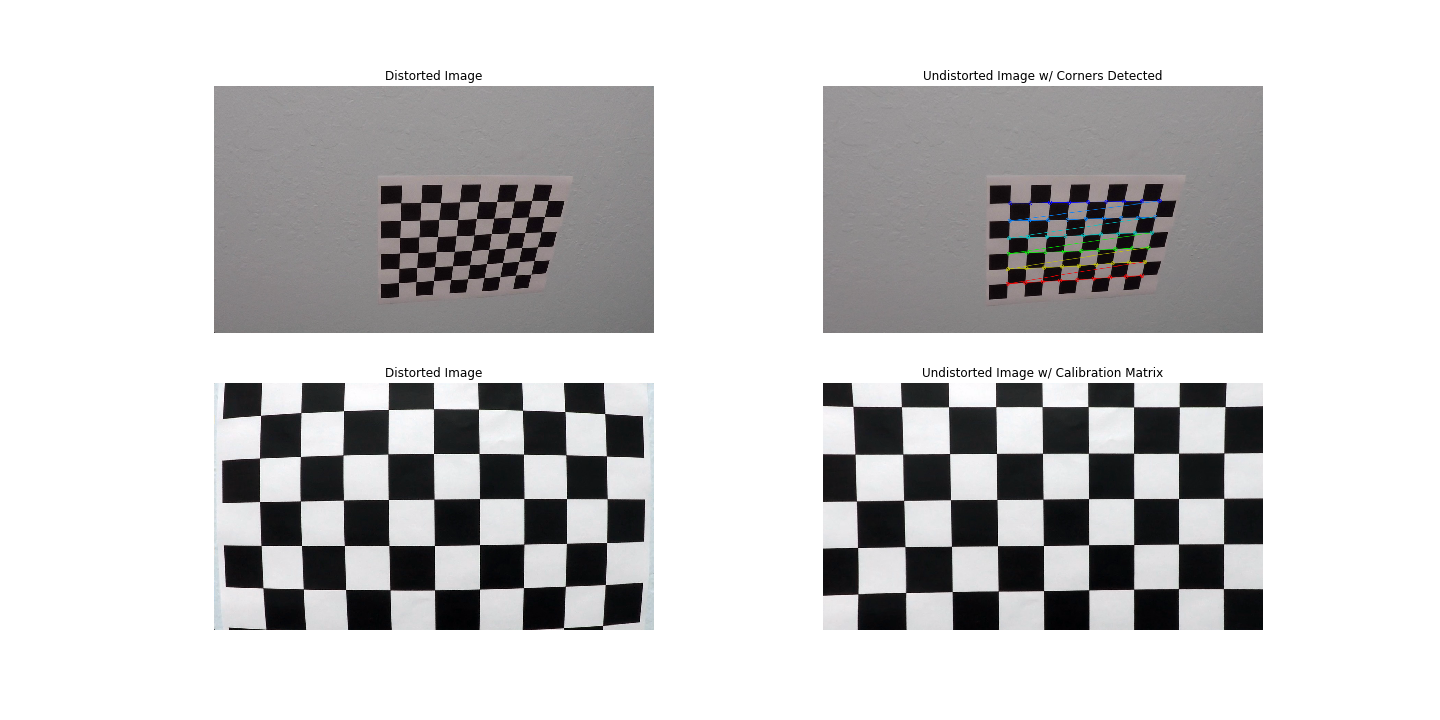 Distorted Image
Undistorted Image w/ Corners Detected
Distorted Image
Undistorted Image w/ Calibration Matrix